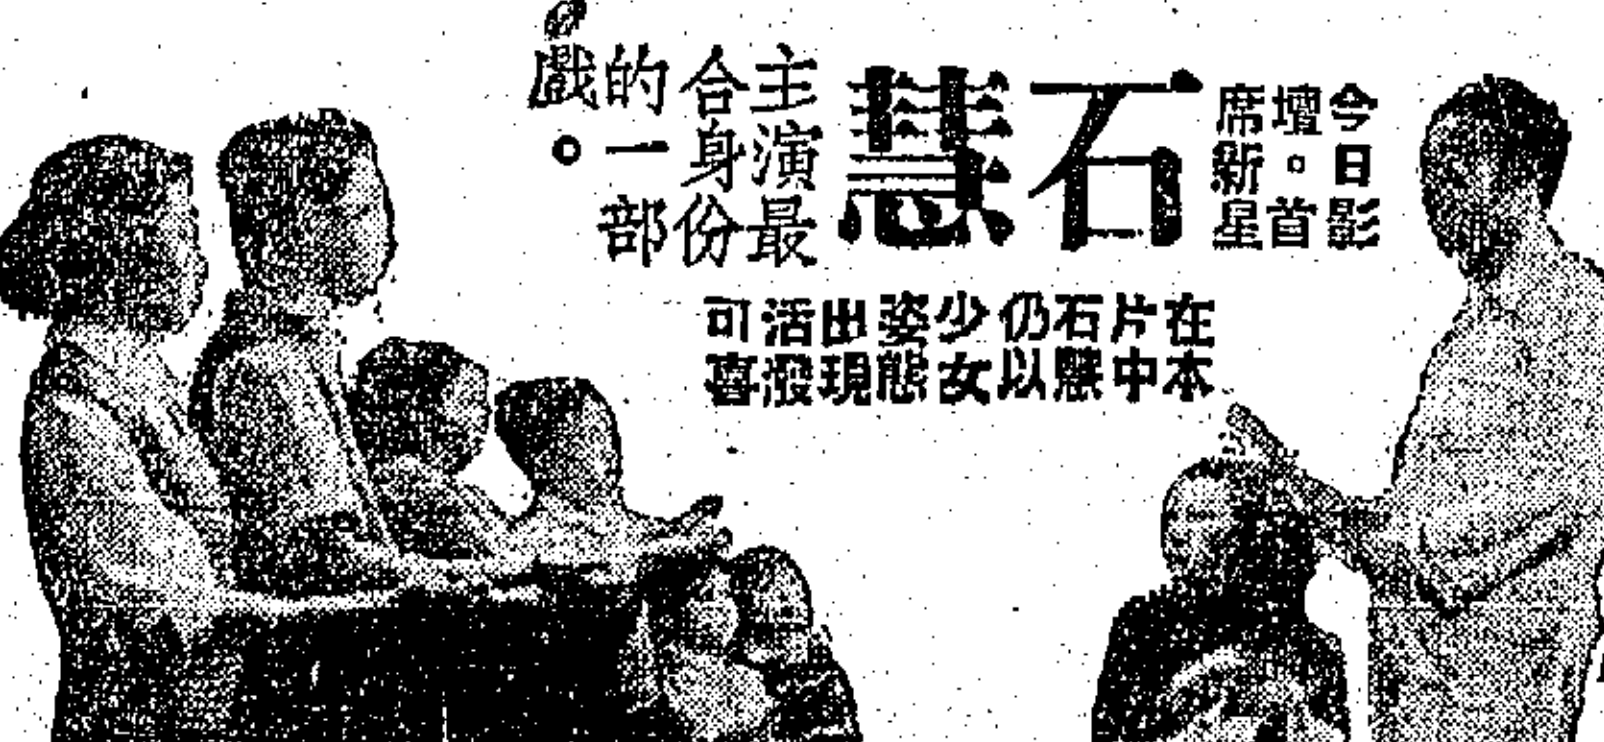 今日影
壇。首
席新星
石慧
主演最
合身份
的一部
戲。
在本
片中
石慧
仍以
少女
姿態
出現
活潑
可喜